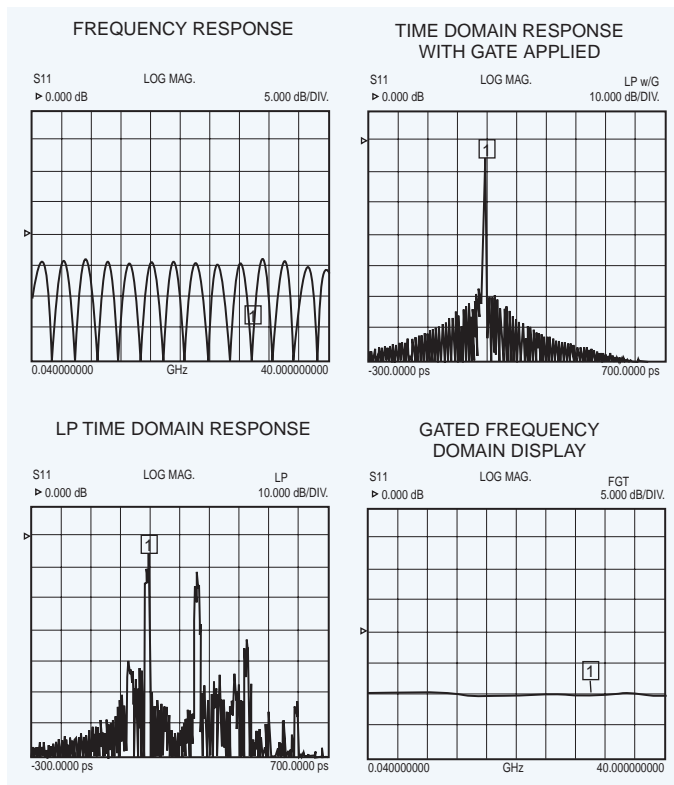 FREQUENCY RESPONSE
S11 LOG MAG.
0.000 dB 5.000 dB/DIV.
1
0.040000000 GHz 40.000000000
TIME DOMAIN RESPONSE
WITH GATE APPLIED
S11 LOG MAG. LP w/G
0.000 dB 10.000 dB/DIV.
1
-300.0000 ps 700.0000 ps
LP TIME DOMAIN RESPONSE
S11 LOG MAG. LP
0.000 dB 10.000 dB/DIV.
1
-300.0000 ps 700.0000 ps
GATED FREQUENCY
DOMAIN DISPLAY
S11 LOG MAG. FGT
0.000 dB 5.000 dB/DIV.
1
0.040000000 GHz 40.000000000